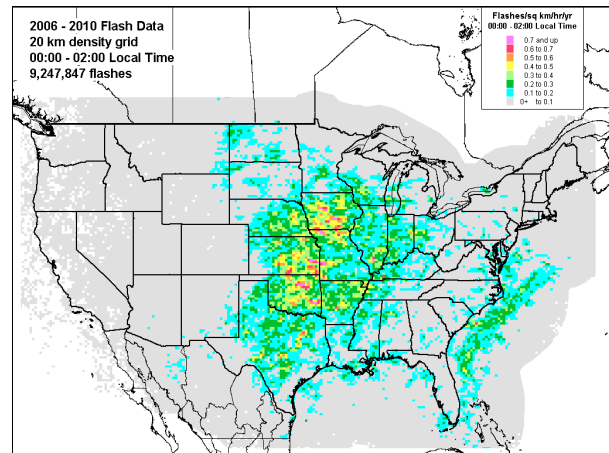 2006 - 2010 Flash Data
20 km density grid
00:00 - 02:00 Local Time
9,247,847 flashes
Flashes/sq km/hr/yr
00:00 - 02:00 Local Time
0.7 and up
0.6 to 0.7
0.5 to 0.6
0.4 to 0.5
0.3 to 0.4
0.2 to 0.3
0.1 to 0.2
0+ to 0.1